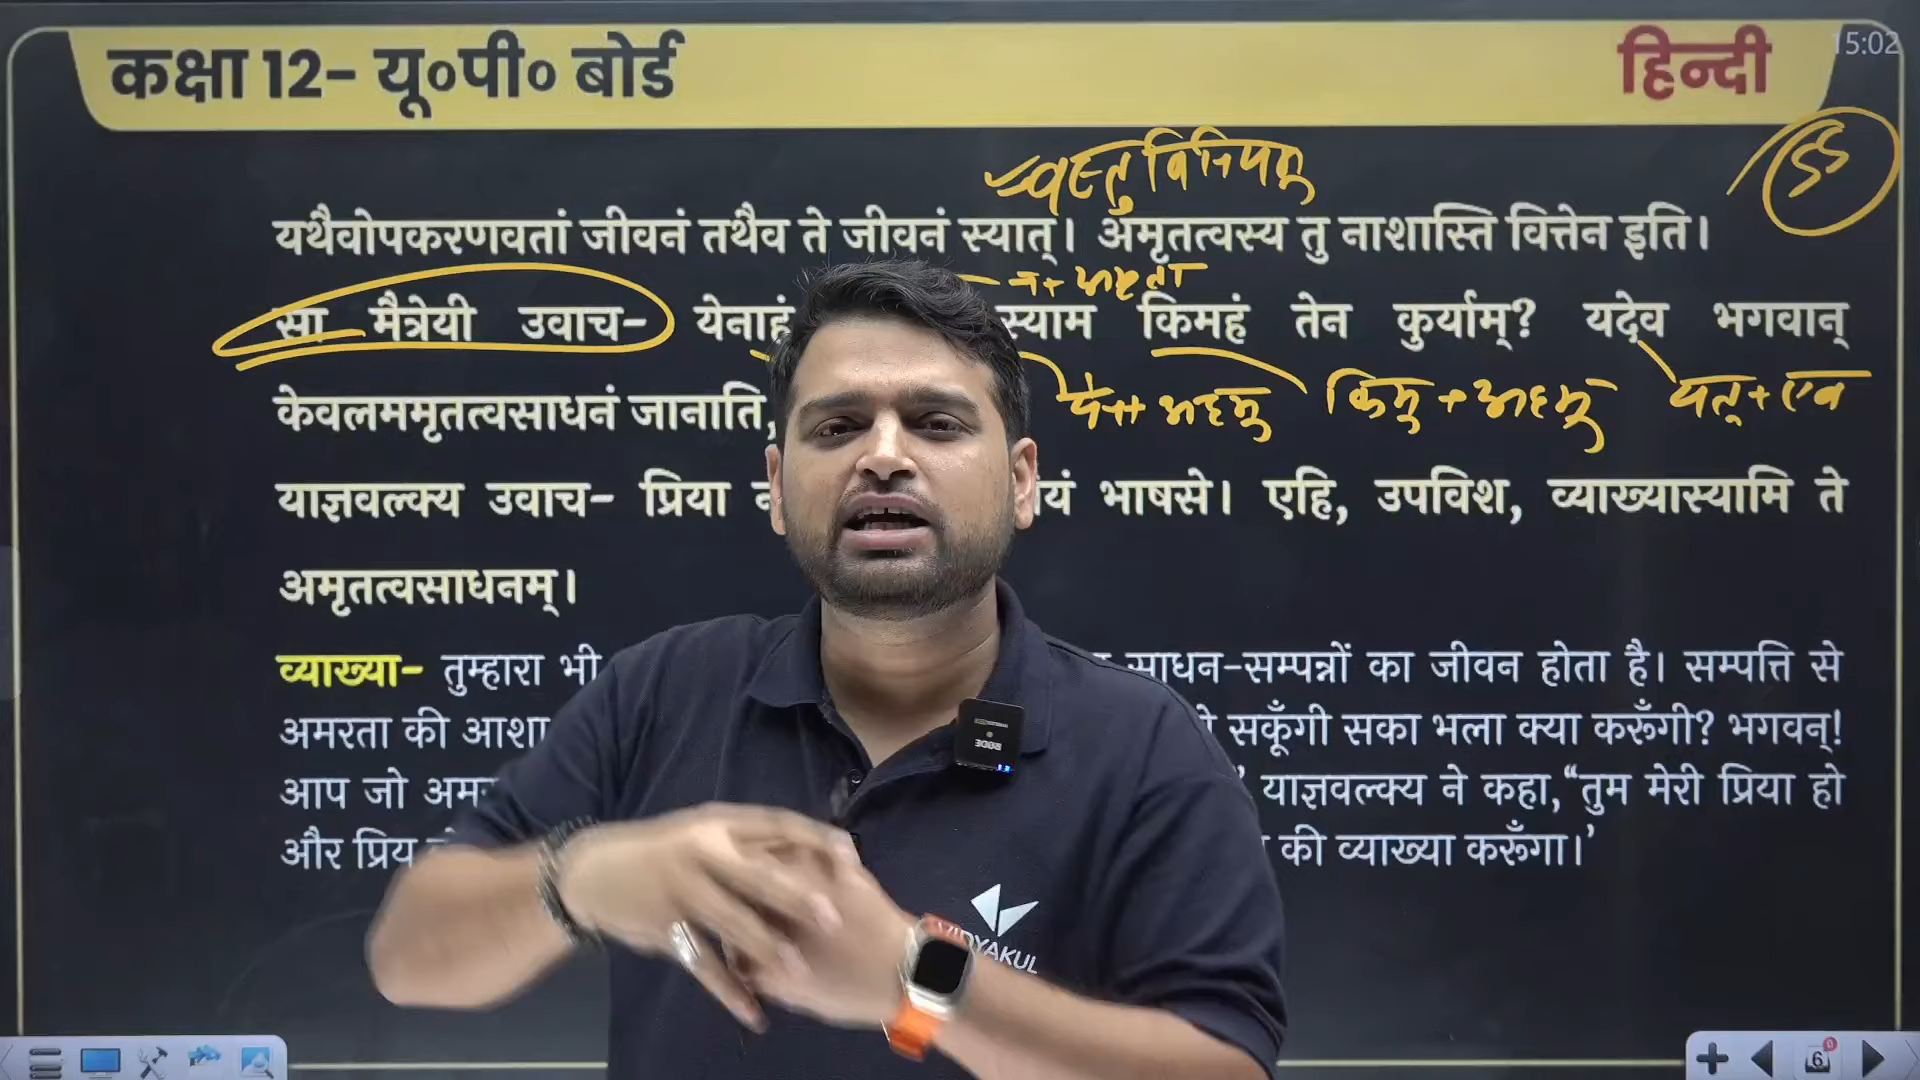 कक्षा 12- यू०पी० बोर्ड
हिन्दी
15:02
यथैवोपकरणवतां जीवनं तथैव ते जीवनं स्यात्। अमृतत्वस्य तु नाशास्ति वित्तेन इति।
सा मैत्रेयी उवाच- येनाहं स्याम किमहं तेन कुर्याम्? यदेव भगवान्
किम् + अहम् यत् + एव
केवलममृतत्वसाधनं जानाति,
याज्ञवल्क्य उवाच- प्रिया भाषसे। एहि, उपविश, व्याख्यास्यामि ते
अमृतत्वसाधनम्।
व्याख्या- तुम्हारा भी साधन-सम्पन्नों का जीवन होता है। सम्पत्ति से
अमरता की आशा सकूँगी सका भला क्या करूँगी? भगवन्!
आप जो याज्ञवल्क्य ने कहा,“तुम मेरी प्रिया हो
और प्रिय की व्याख्या करूँगा।’
RODE
VIDYAKUL
6